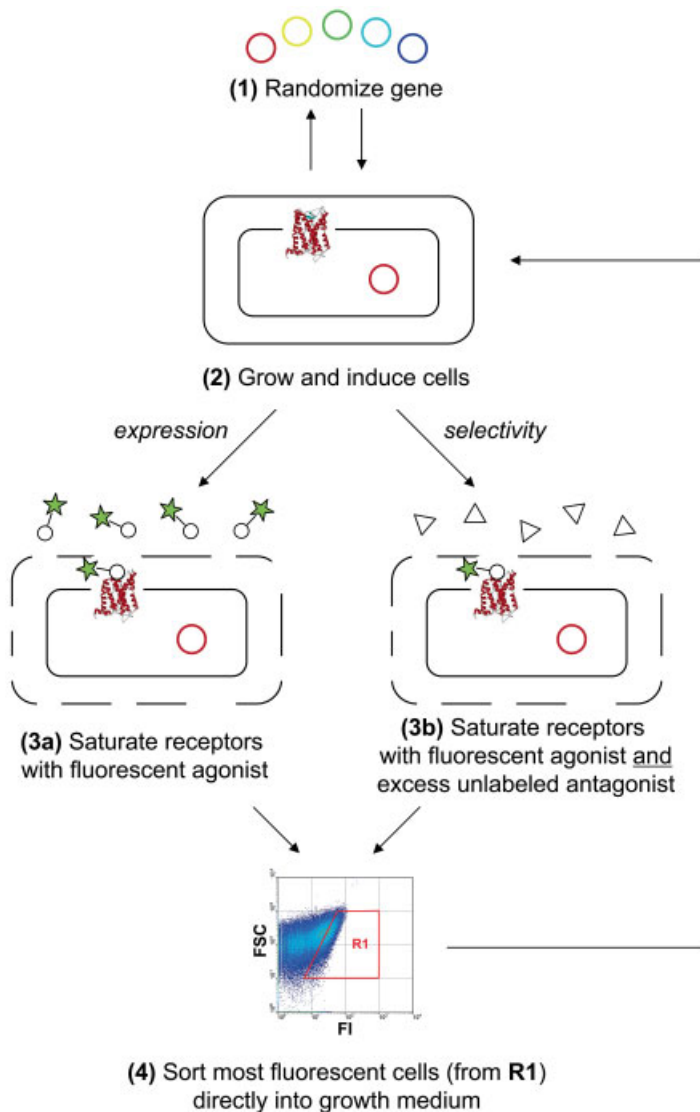 (1) Randomize gene
(2) Grow and induce cells
expression
selectivity
(3a) Saturate receptors
with fluorescent agonist
(3b) Saturate receptors
with fluorescent agonist and
excess unlabeled antagonist
FSC
R1
FI
(4) Sort most fluorescent cells (from R1)
directly into growth medium